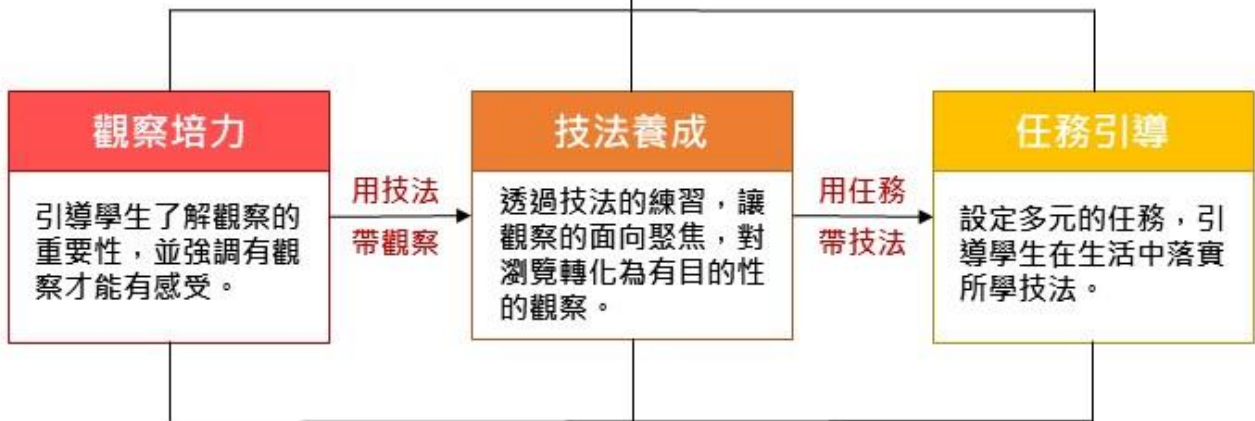 觀察培力
引導學生了解觀察的
重要性，並強調有觀
察才能有感受。
用技法
帶觀察
技法養成
透過技法的練習，讓
觀察的面向聚焦，對
瀏覽轉化為有目的性
的觀察。
用任務
帶技法
任務引導
設定多元的任務，引
導學生在生活中落實
所學技法。